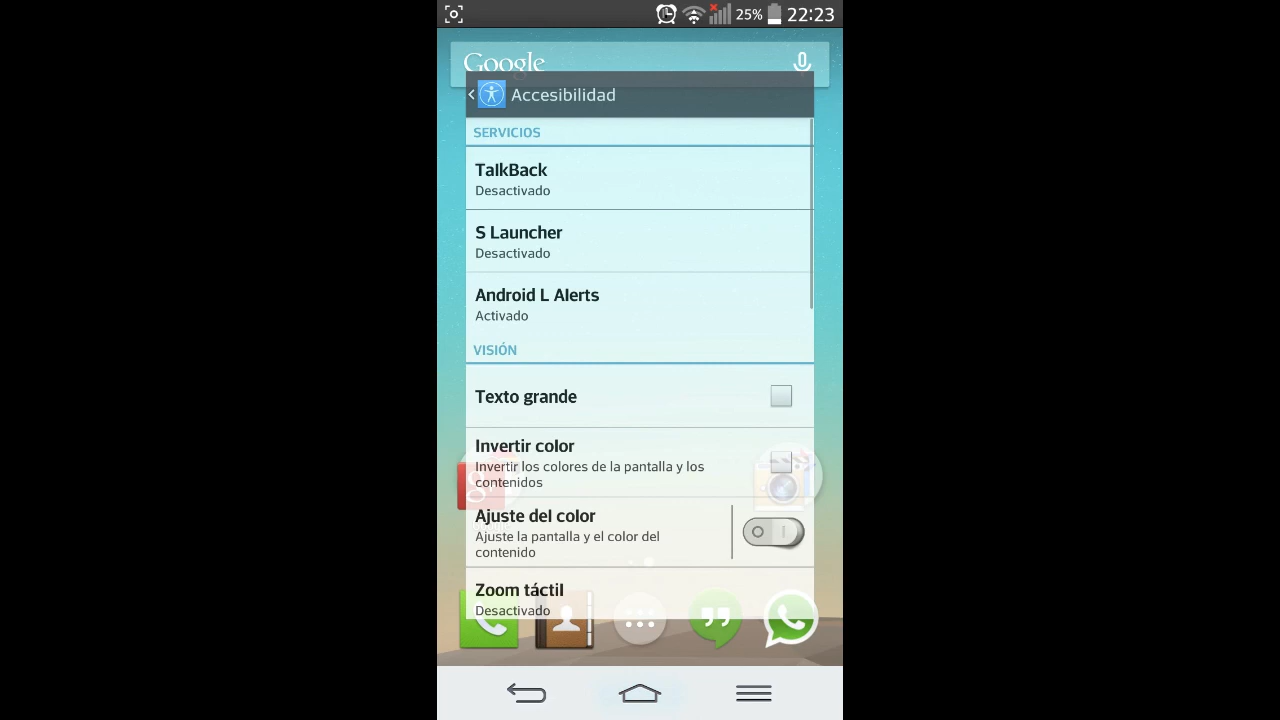 25% 22:23
Google
Accesibilidad
SERVICIOS
TalkBack
Desactivado
S Launcher
Desactivado
Android L Alerts
Activado
VISIÓN
Texto grande
Invertir color
Invertir los colores de la pantalla y los
contenidos
Ajuste del color
Ajuste la pantalla y el color del
contenido
Zoom táctil
Desactivado